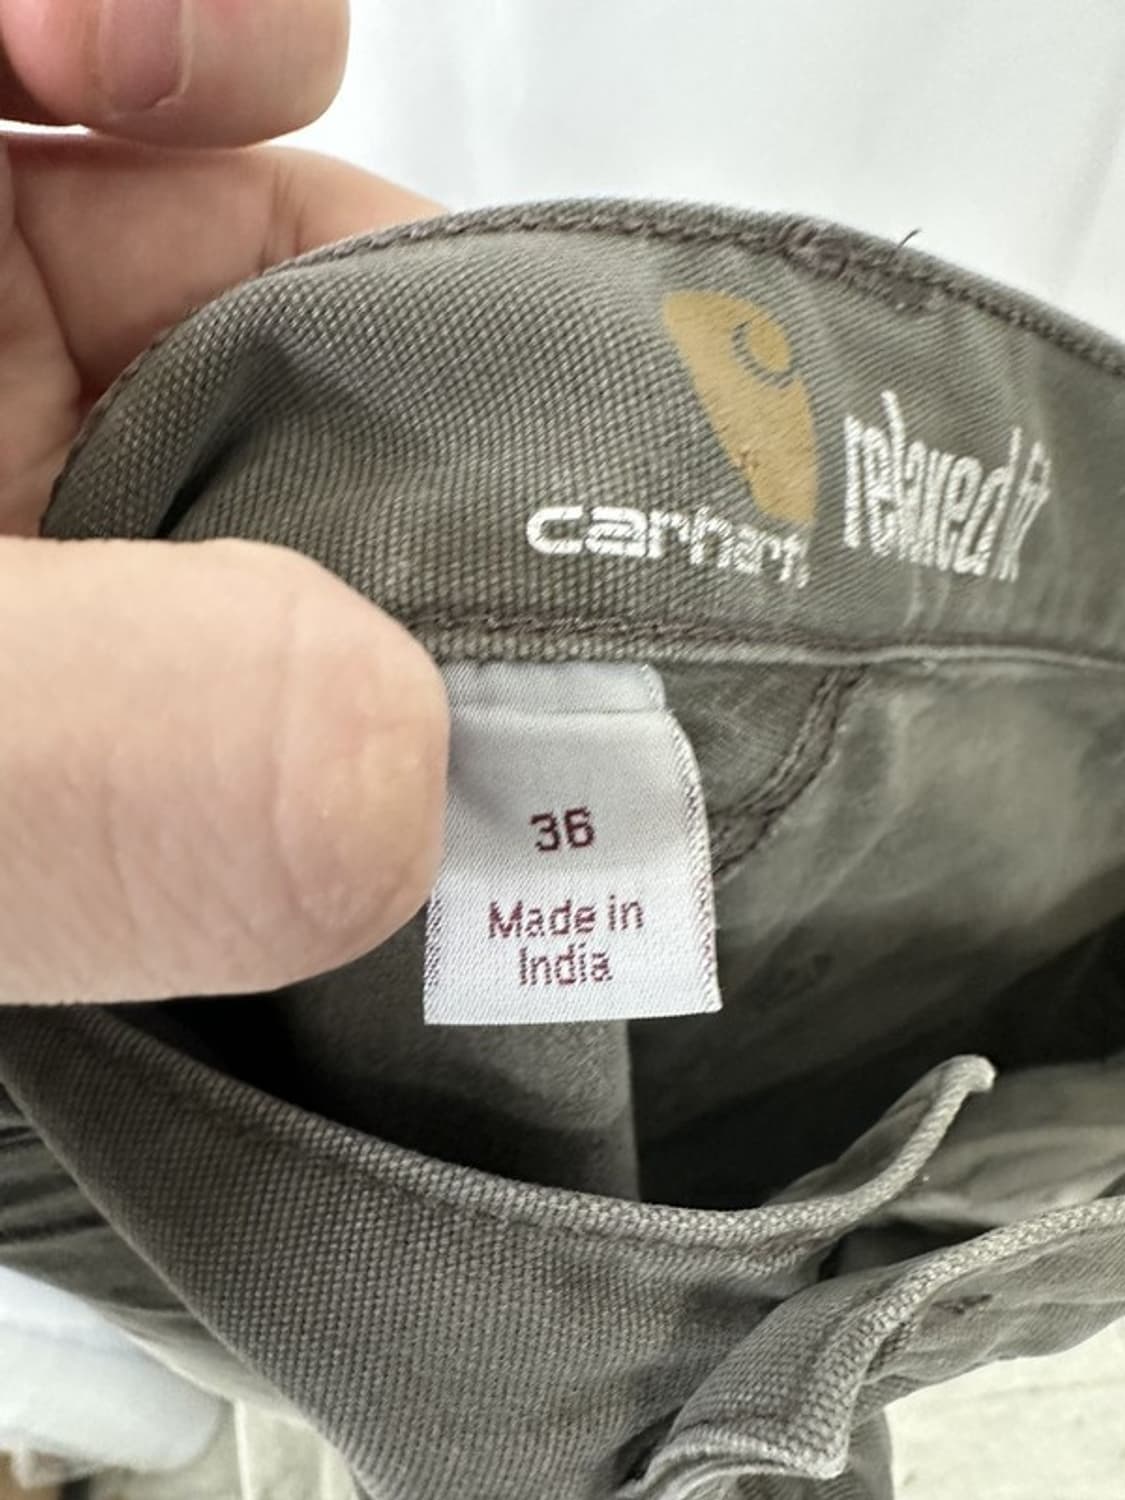 carhartt
relaxed fit
36
Made in
India